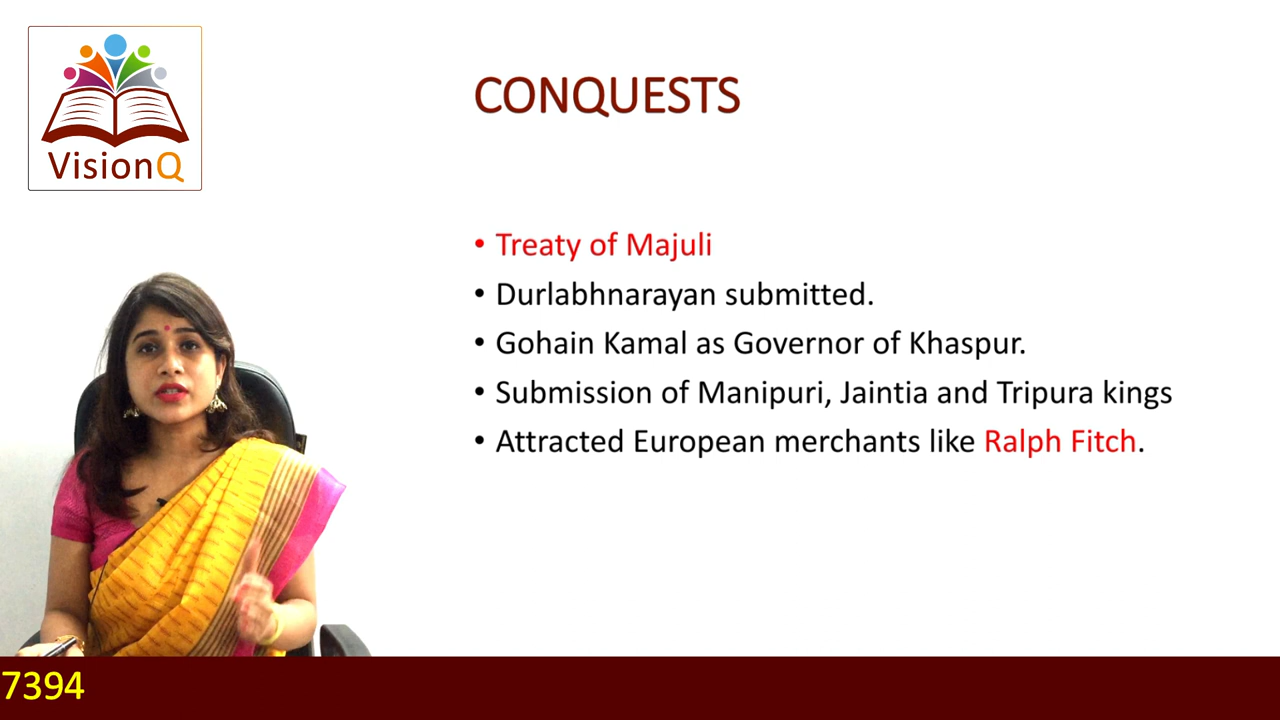 VisionQ
CONQUESTS
• Treaty of Majuli
• Durlabhnarayan submitted.
• Gohain Kamal as Governor of Khaspur.
• Submission of Manipuri, Jaintia and Tripura kings
• Attracted European merchants like Ralph Fitch.
7394